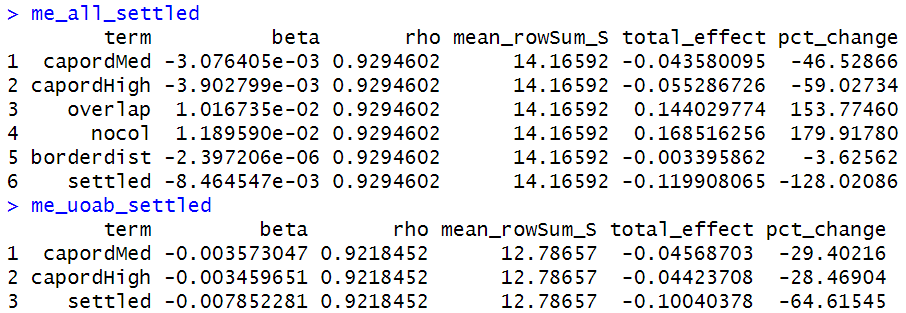 > me_all_settled
term beta rho mean_rowSum_S total_effect pct_change
1 capordMed -3.076405e-03 0.9294602 14.16592 -0.043580095 -46.52866
2 capordHigh -3.902799e-03 0.9294602 14.16592 -0.055286726 -59.02734
3 overlap 1.016735e-02 0.9294602 14.16592 0.144029774 153.77460
4 nocol 1.189590e-02 0.9294602 14.16592 0.168516256 179.91780
5 borderdist -2.397206e-06 0.9294602 14.16592 -0.003395862 -3.62562
6 settled -8.464547e-03 0.9294602 14.16592 -0.119908065 -128.02086
> me_uoab_settled
term beta rho mean_rowSum_S total_effect pct_change
1 capordMed -0.003573047 0.9218452 12.78657 -0.04568703 -29.40216
2 capordHigh -0.003459651 0.9218452 12.78657 -0.04423708 -28.46904
3 settled -0.007852281 0.9218452 12.78657 -0.10040378 -64.61545